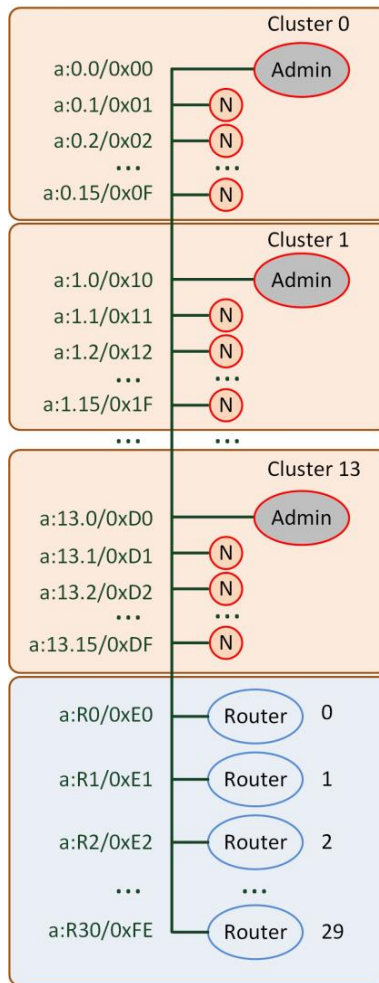 Cluster 0
a:0.0/0x00 Admin
a:0.1/0x01 N
a:0.2/0x02 N
... ...
a:0.15/0x0F N
Cluster 1
a:1.0/0x10 Admin
a:1.1/0x11 N
a:1.2/0x12 N
... ...
a:1.15/0x1F N
... ...
Cluster 13
a:13.0/0xD0 Admin
a:13.1/0xD1 N
a:13.2/0xD2 N
... ...
a:13.15/0xDF N
a:R0/0xE0 Router 0
a:R1/0xE1 Router 1
a:R2/0xE2 Router 2
... ...
a:R30/0xFE Router 29